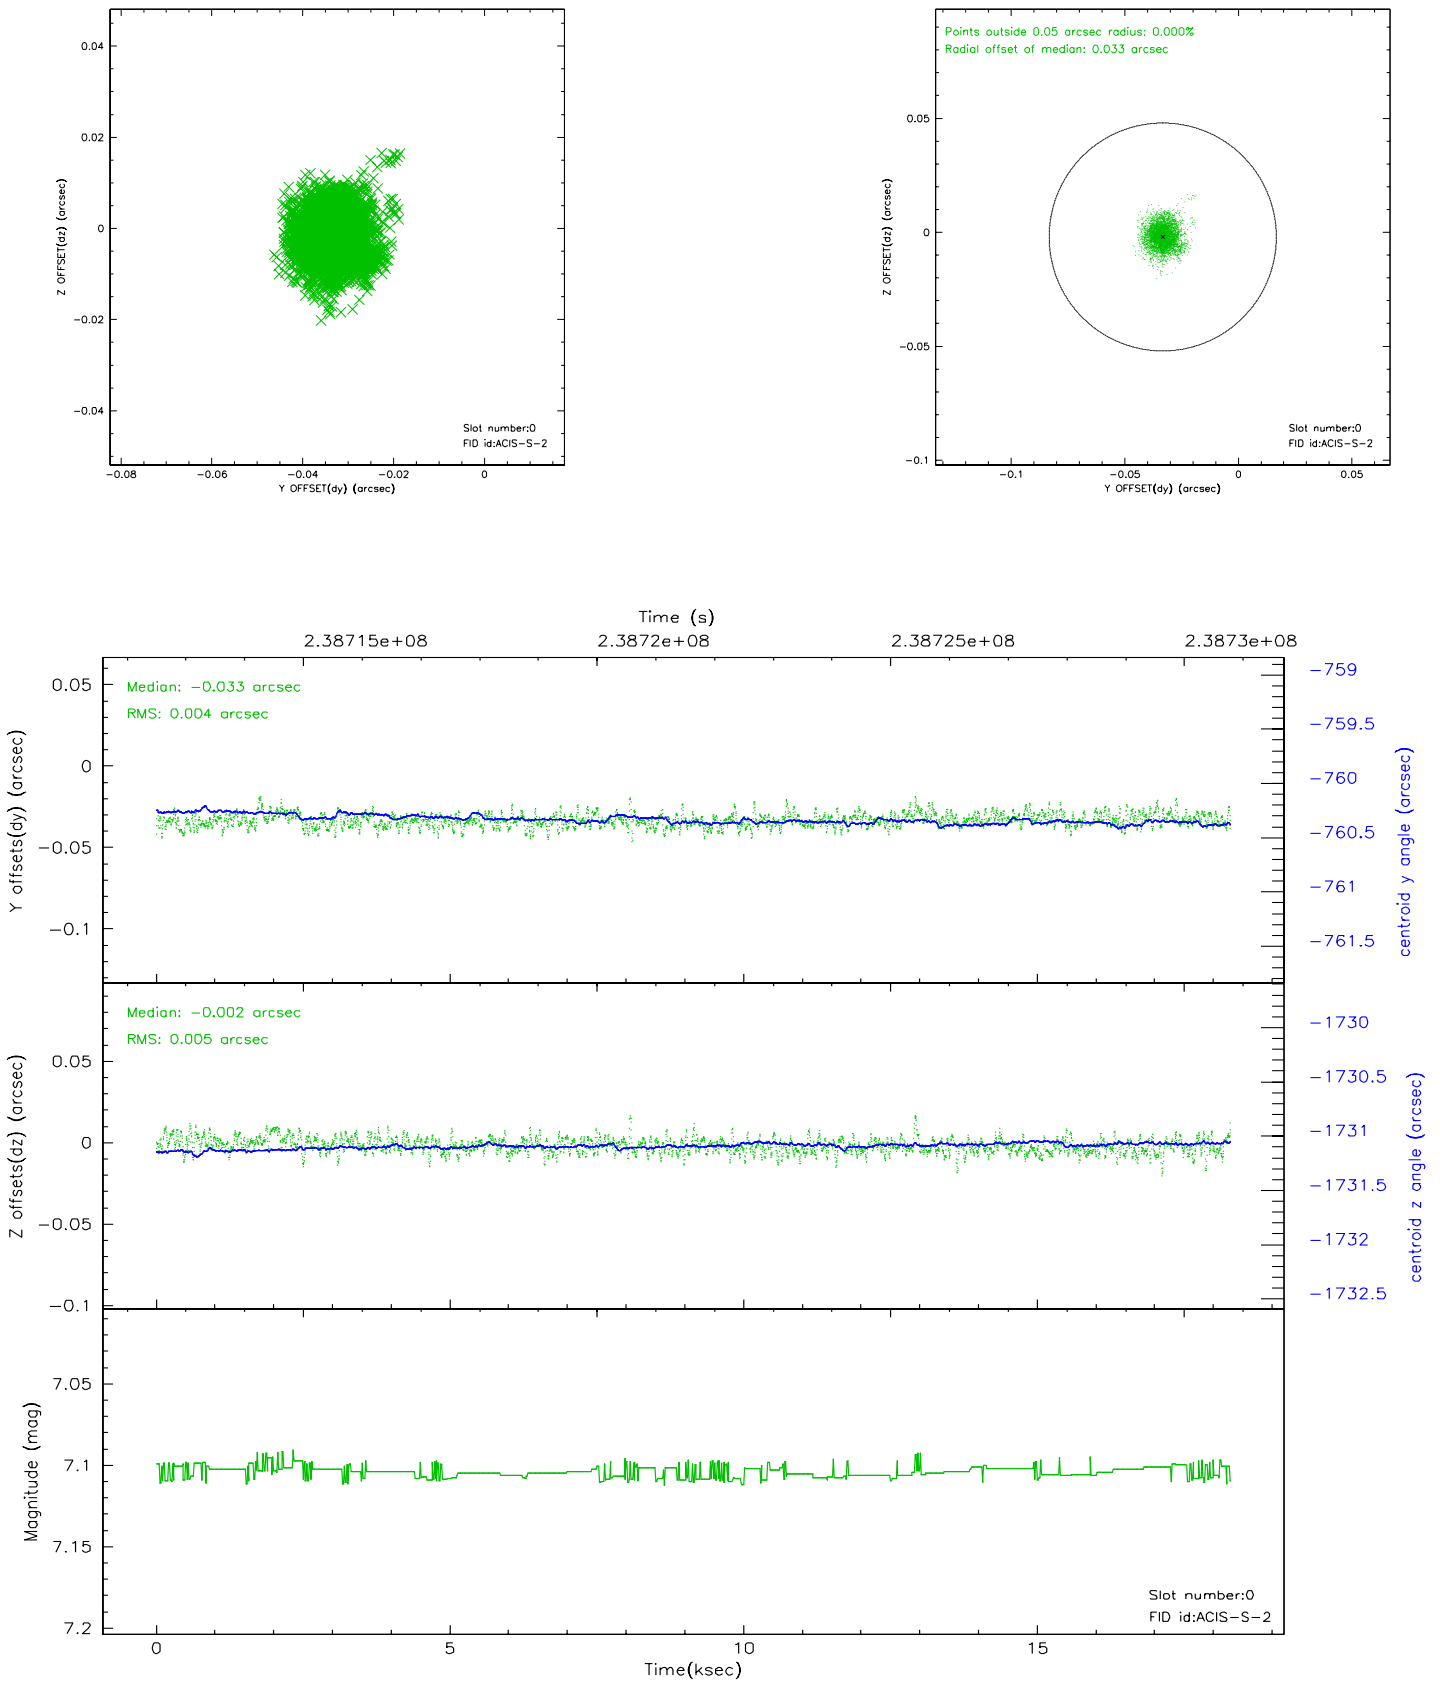 0.04
0.02
0
-0.02
-0.04
Z OFFSET(dz) (arcsec)
Slot number:0
FID id:ACIS-S-2
-0.08 -0.06 -0.04 -0.02 0
Y OFFSET(dy) (arcsec)
Points outside 0.05 arcsec radius: 0.000%
Radial offset of median: 0.033 arcsec
0.05
0
-0.05
-0.1
Z OFFSET(dz) (arcsec)
Slot number:0
FID id:ACIS-S-2
-0.1 -0.05 0 0.05
Y OFFSET(dy) (arcsec)
Time (s)
2.38715e+08 2.3872e+08 2.38725e+08 2.3873e+08
Median: -0.033 arcsec
RMS: 0.004 arcsec
0.05
0
-0.05
-0.1
Y offsets(dy) (arcsec)
-759
-759.5
-760
-760.5
-761
-761.5
centroid y angle (arcsec)
Median: -0.002 arcsec
RMS: 0.005 arcsec
0.05
0
-0.05
-0.1
Z offsets(dz) (arcsec)
-1730
-1730.5
-1731
-1731.5
-1732
-1732.5
centroid z angle (arcsec)
7.05
7.1
7.15
7.2
Magnitude (mag)
Slot number:0
FID id:ACIS-S-2
0 5 10 15
Time(ksec)